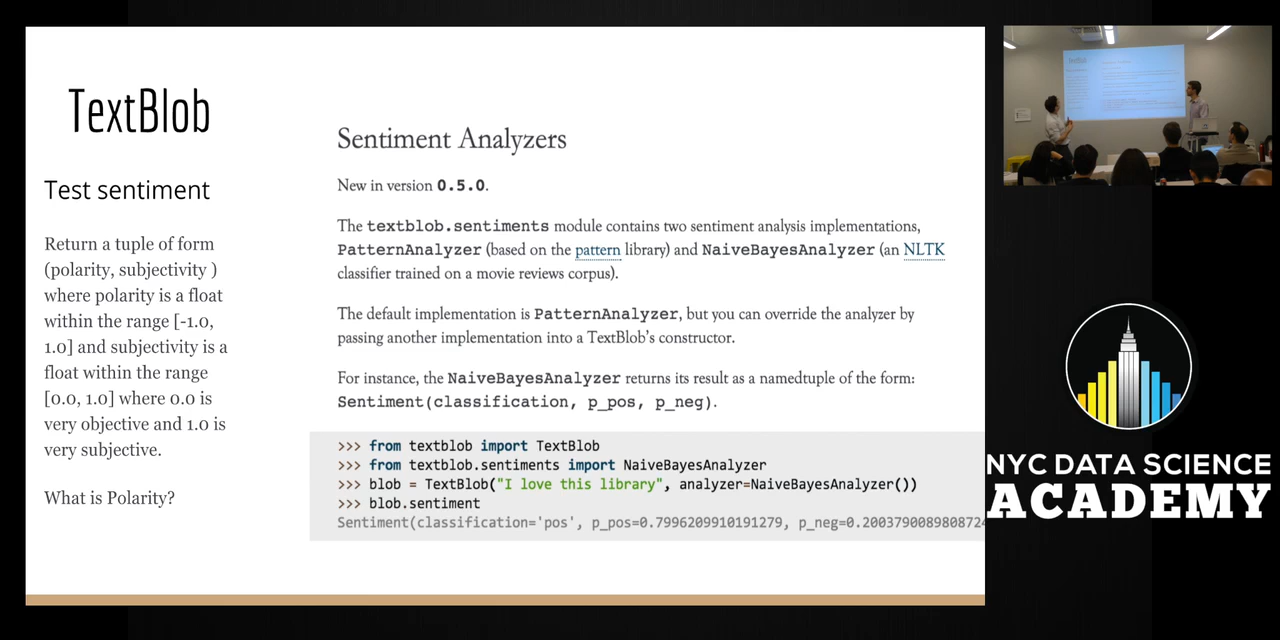 TextBlob
Test sentiment
Return a tuple of form
(polarity, subjectivity )
where polarity is a float
within the range [-1.0,
1.0] and subjectivity is a
float within the range
[0.0, 1.0] where 0.0 is
very objective and 1.0 is
very subjective.
What is Polarity?
Sentiment Analyzers
New in version 0.5.0.
The textblob.sentiments module contains two sentiment analysis implementations,
PatternAnalyzer (based on the pattern library) and NaiveBayesAnalyzer (an NLTK
classifier trained on a movie reviews corpus).
The default implementation is PatternAnalyzer, but you can override the analyzer by
passing another implementation into a TextBlob's constructor.
For instance, the NaiveBayesAnalyzer returns its result as a namedtuple of the form:
Sentiment(classification, p_pos, p_neg).
>>> from textblob import TextBlob
>>> from textblob.sentiments import NaiveBayesAnalyzer
>>> blob = TextBlob("I love this library", analyzer=NaiveBayesAnalyzer())
>>> blob.sentiment
Sentiment(classification='pos', p_pos=0.7996209910191279, p_neg=0.2003790089808724
NYC DATA SCIENCE
ACADEMY